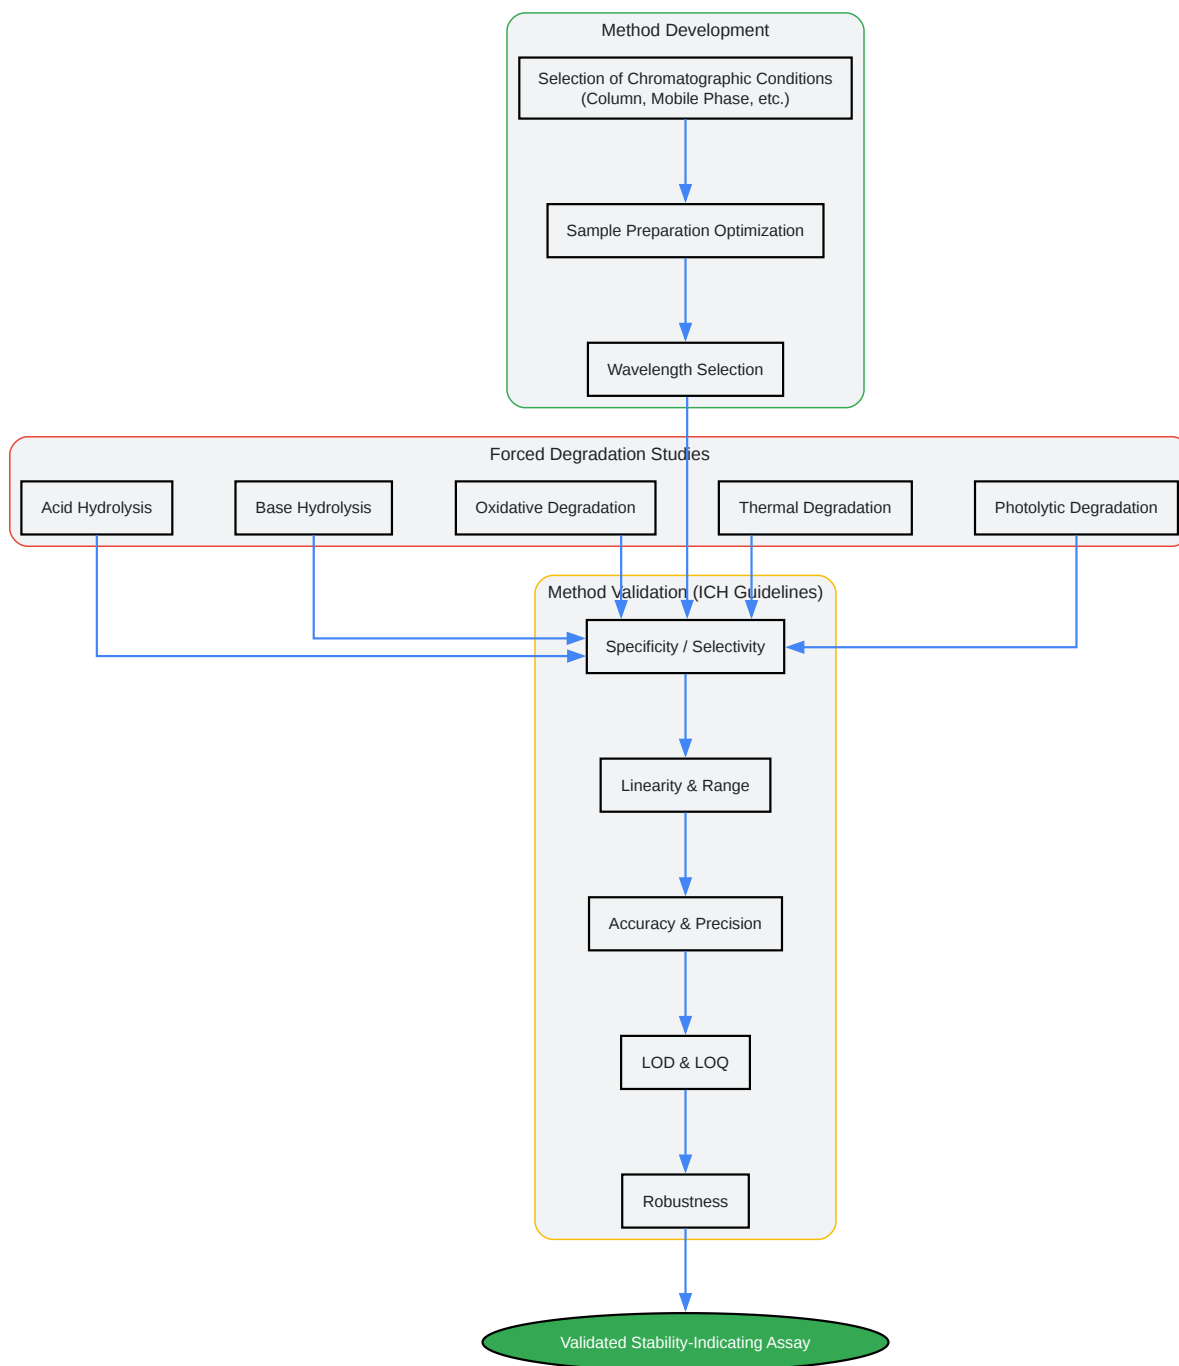 Method Development
Selection of Chromatographic Conditions
(Column, Mobile Phase, etc.)
Sample Preparation Optimization
Wavelength Selection
Forced Degradation Studies
Acid Hydrolysis
Base Hydrolysis
Oxidative Degradation
Thermal Degradation
Photolytic Degradation
Method Validation (ICH Guidelines)
Specificity / Selectivity
Linearity & Range
Accuracy & Precision
LOD & LOQ
Robustness
Validated Stability-Indicating Assay